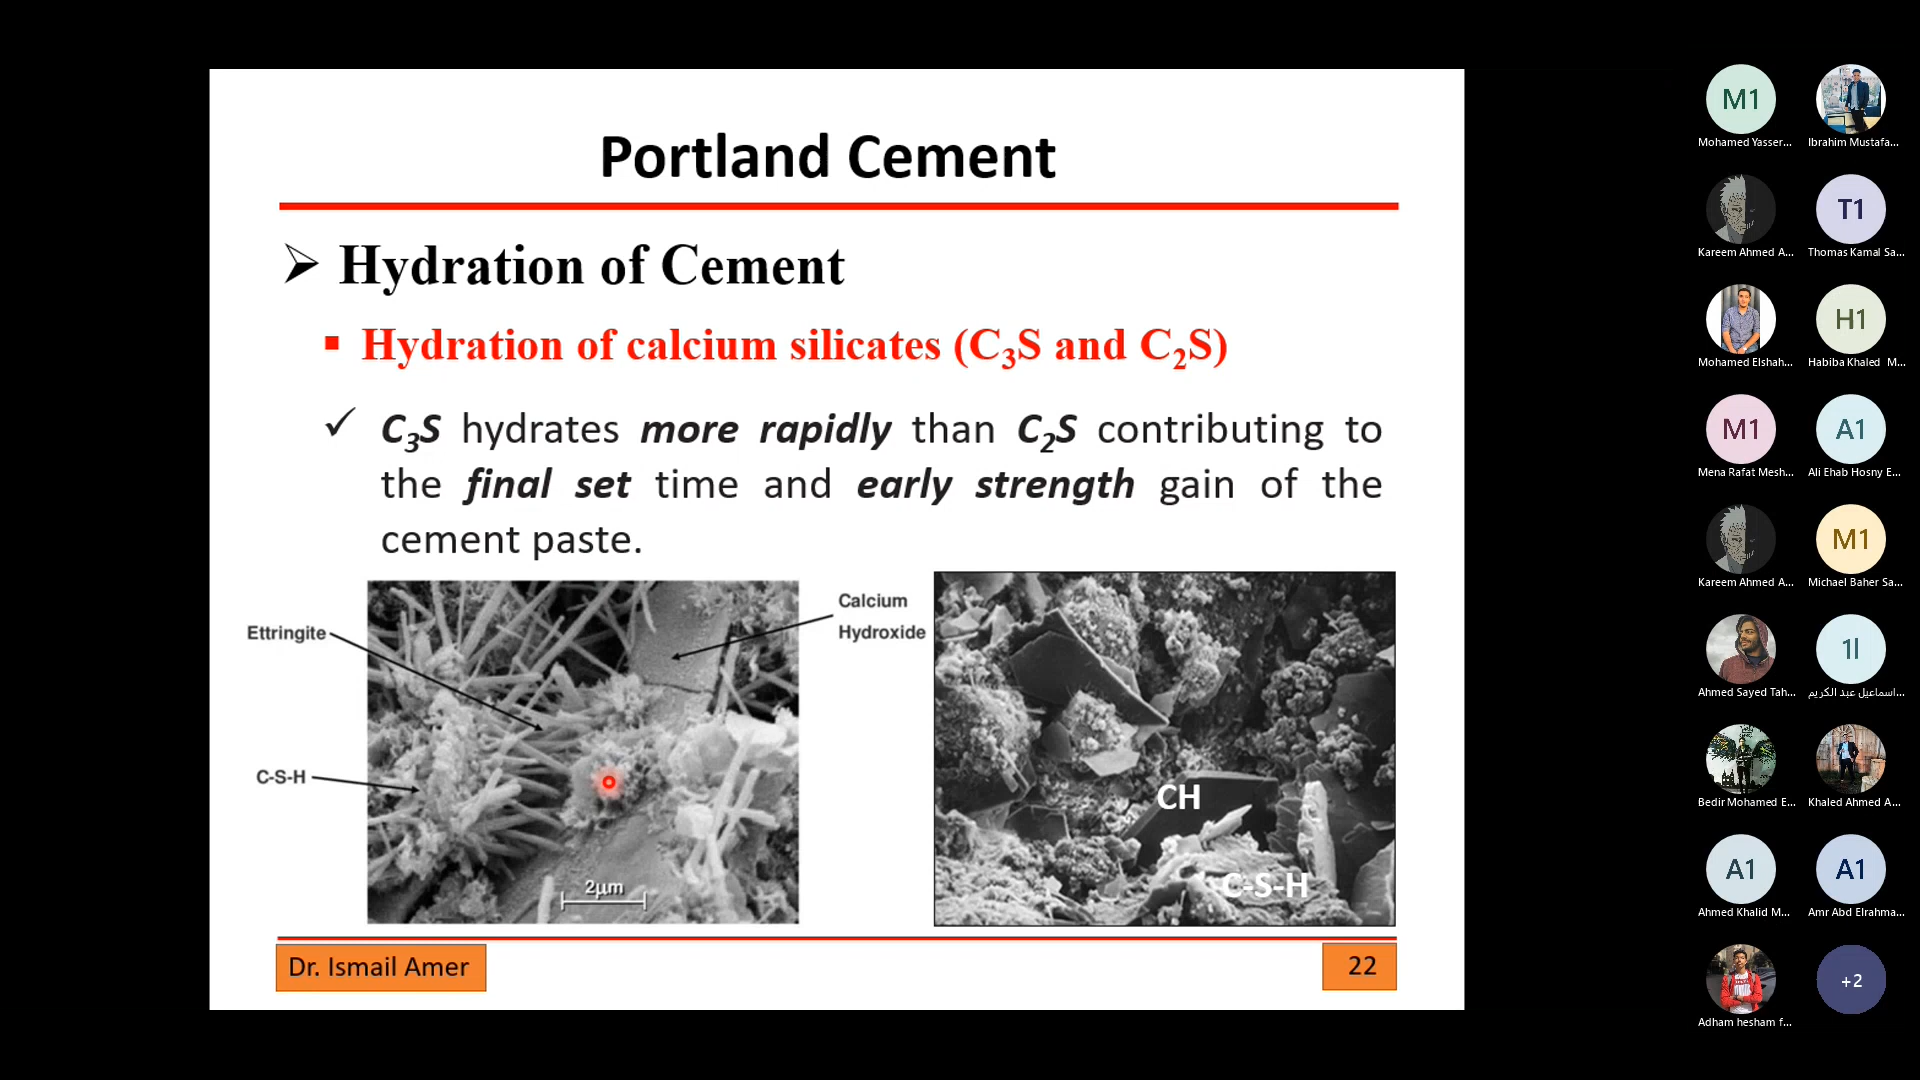 Portland Cement
➢ Hydration of Cement
▪ Hydration of calcium silicates (C₃S and C₂S)
✓ C₃S hydrates more rapidly than C₂S contributing to
the final set time and early strength gain of the
cement paste.
Ettringite
C-S-H
Calcium
Hydroxide
2μm
CH
C-S-H
Dr. Ismail Amer
22
M1
Mohamed Yasser...
Ibrahim Mustafa...
Kareem Ahmed A...
T1
Thomas Kamal Sa...
Mohamed Elshah...
H1
Habiba Khaled M...
M1
Mena Rafat Mesh...
A1
Ali Ehab Hosny E...
Kareem Ahmed A...
M1
Michael Baher Sa...
Ahmed Sayed Tah...
1ا
اسماعيل عبد الكريم...
Bedir Mohamed E...
Khaled Ahmed A...
A1
Ahmed Khalid M...
A1
Amr Abd Elrahma...
Adham hesham f...
+2